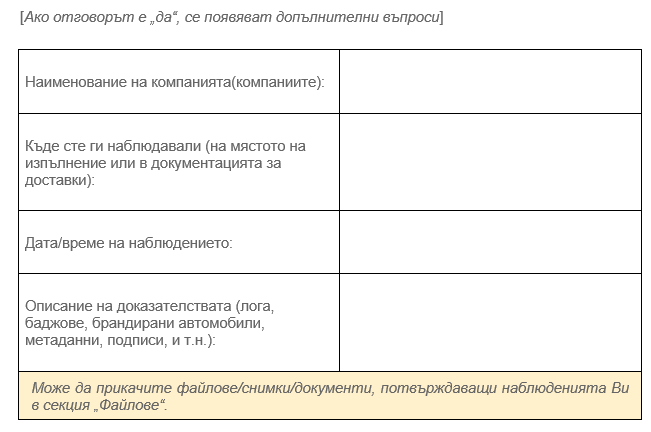 [Ако отговорът е „да“, се появяват допълнителни въпроси]
Наименование на компанията(компаниите):
Къде сте ги наблюдавали (на мястото на
изпълнение или в документацията за
доставки):
Дата/време на наблюдението:
Описание на доказателствата (лога,
баджове, брандирани автомобили,
метаданни, подписи, и т.н.):
Може да прикачите файлове/снимки/документи, потвърждаващи наблюденията Ви
в секция „Файлове“.